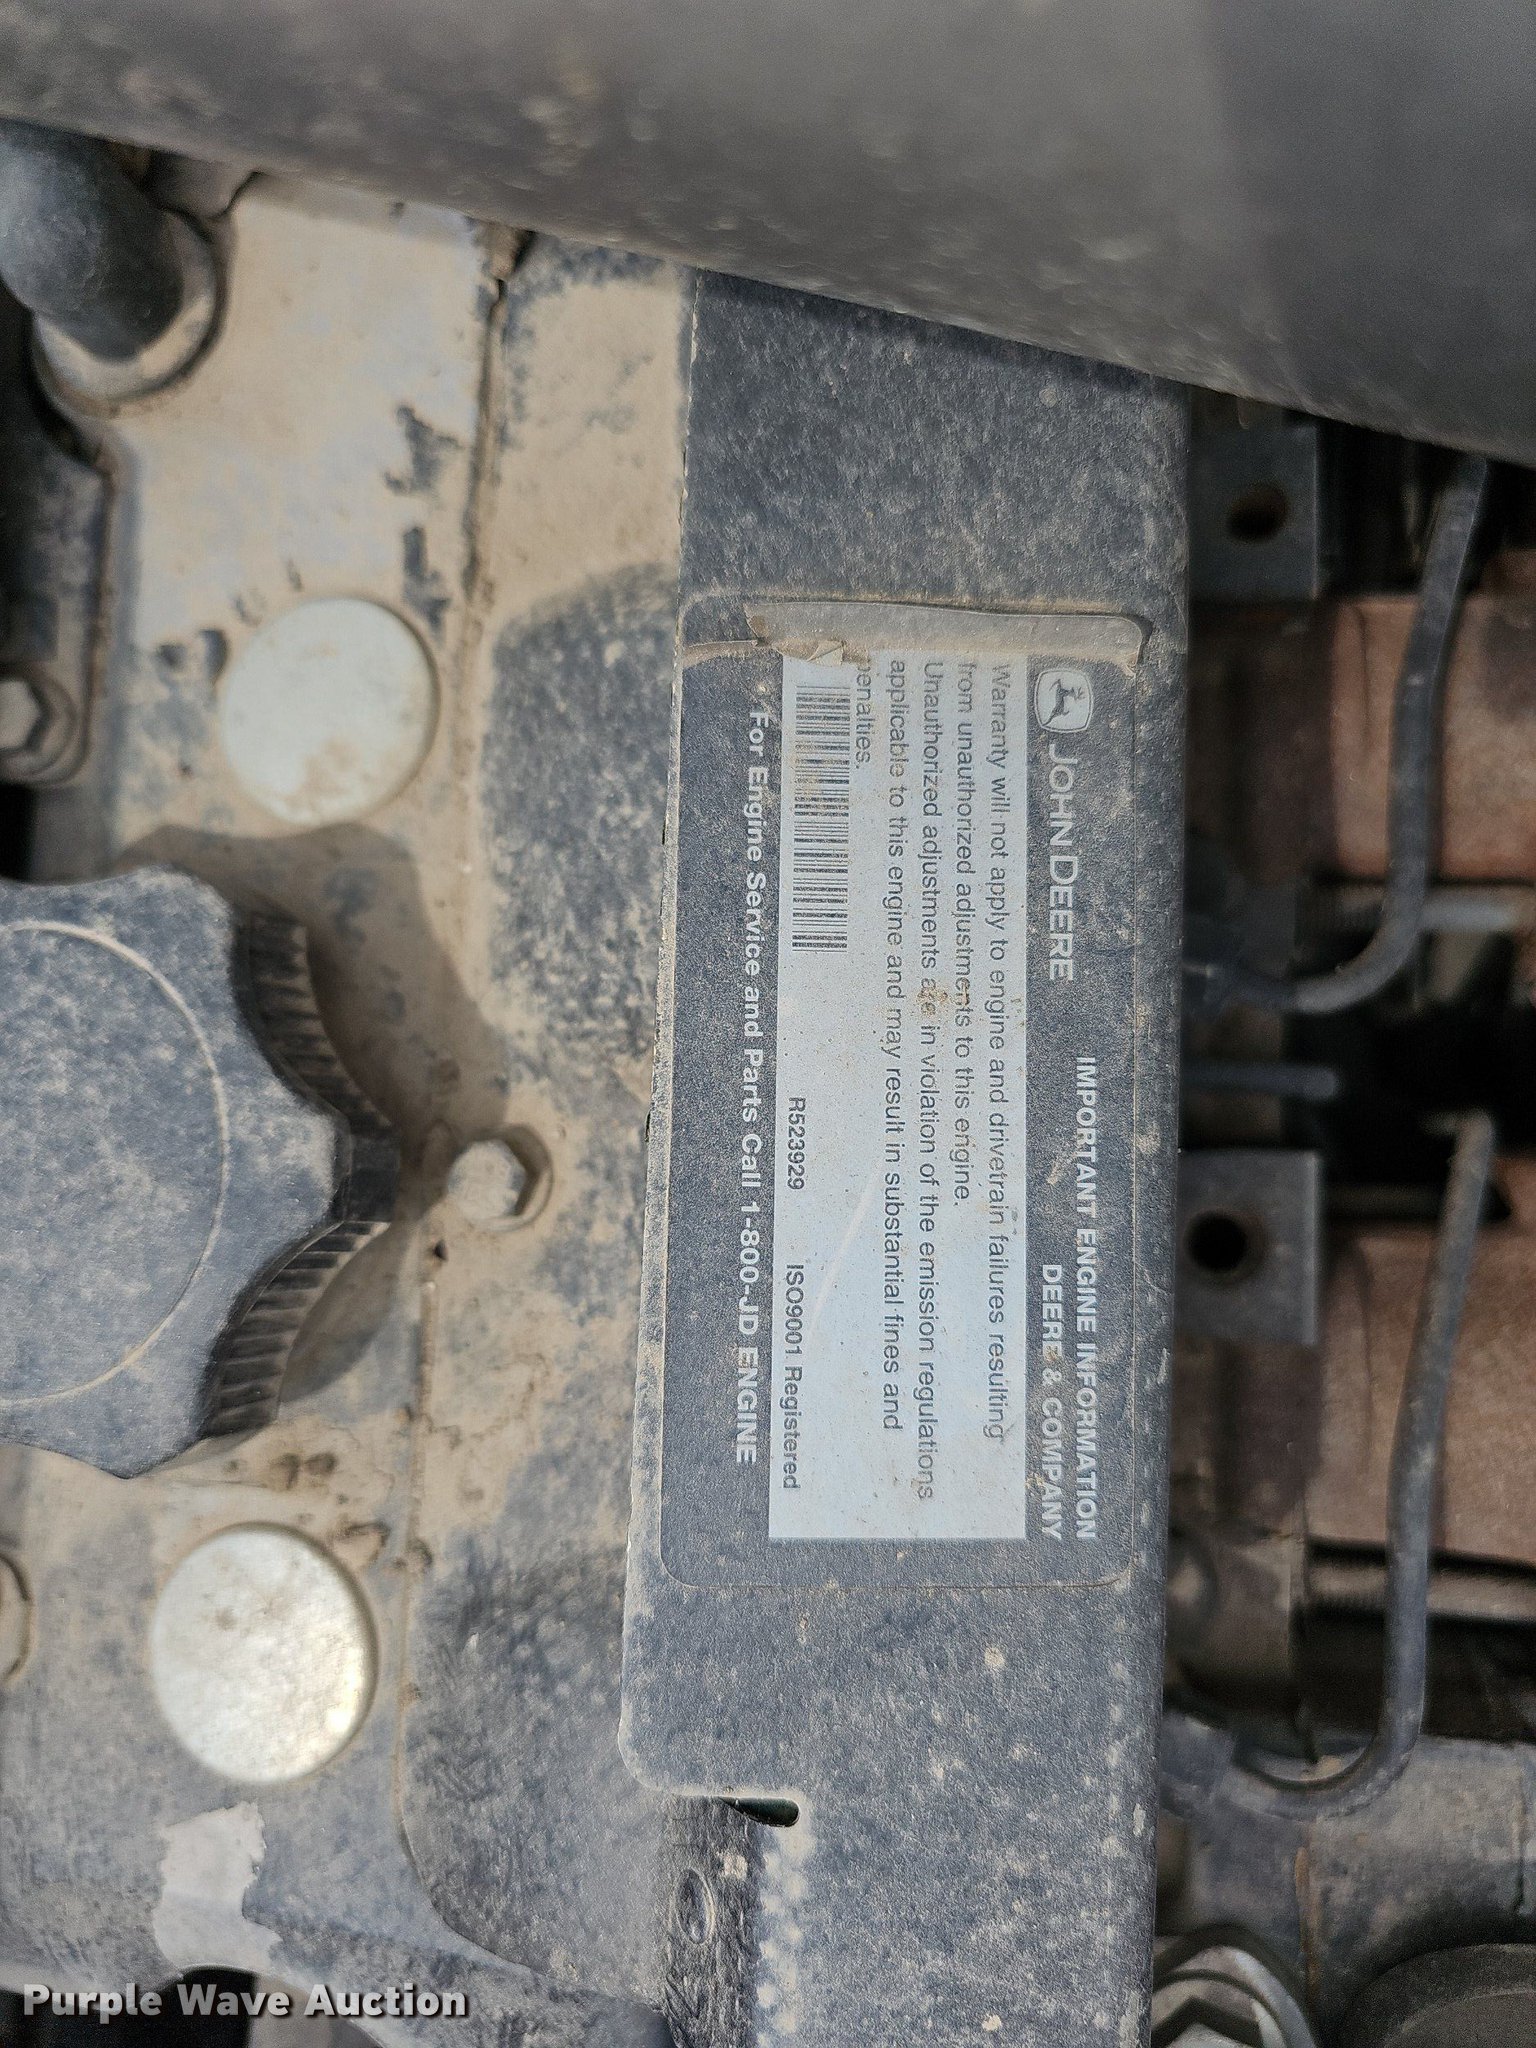 JOHN DEERE
IMPORTANT ENGINE INFORMATION
DEERE & COMPANY
Warranty will not apply to engine and drivetrain failures resulting
from unauthorized adjustments to this engine.
Unauthorized adjustments are in violation of the emission regulations
applicable to this engine and may result in substantial fines and
penalties.
R523929 ISO9001 Registered
For Engine Service and Parts Call 1-800-JD ENGINE
Purple Wave Auction